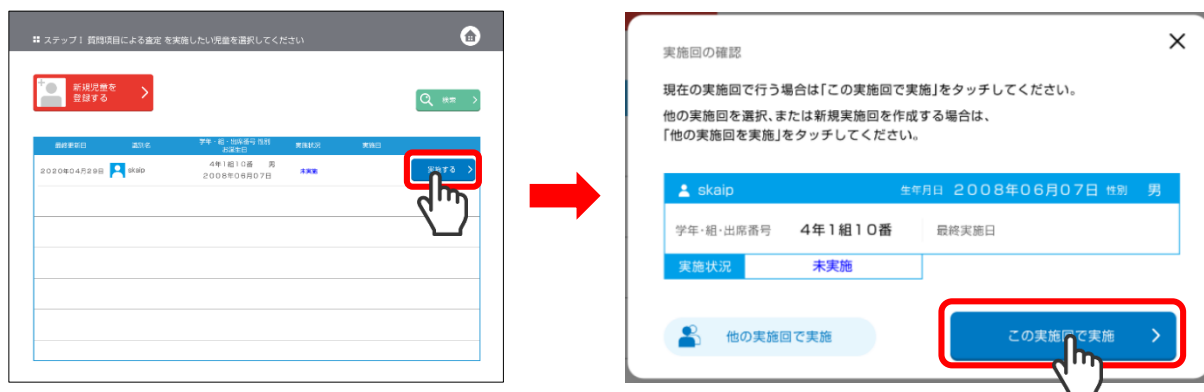 ステップ1 質問項目による査定 を実施したい児童を選択してください
新規児童を
登録する
検索
最終更新日 識別名 学年・組・出席番号 性別 実施状況 実施日
お誕生日
2020年04月29日 skaip 4年1組10番 男 未実施 実施する
2008年06月07日
実施回の確認
現在の実施回で行う場合は「この実施回で実施」をタッチしてください。
他の実施回を選択、または新規実施回を作成する場合は、
「他の実施回を実施」をタッチしてください。
skaip 生年月日 2008年06月07日 性別 男
学年・組・出席番号 4年1組10番 最終実施日
実施状況 未実施
他の実施回で実施 この実施回で実施